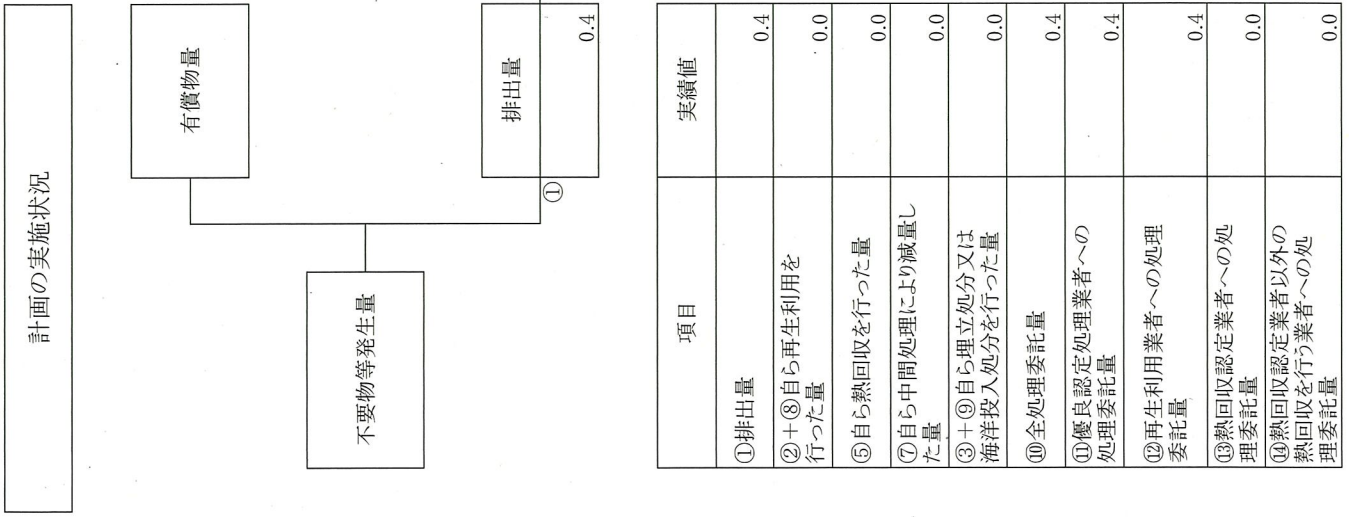 計画の実施状況
有償物量
不要物等発生量
排出量
①
0.4
項目
実績値
①排出量
0.4
②+⑧自ら再生利用を
行った量
0.0
⑤自ら熱回収を行った量
0.0
⑦自ら中間処理により減量し
た量
0.0
③+⑨自ら埋立処分又は
海洋投入処分を行った量
0.0
⑩全処理委託量
0.4
⑪優良認定処理業者への
処理委託量
0.4
⑫再生利用業者への処理
委託量
0.4
⑬熱回収認定業者への処
理委託量
0.0
⑭熱回収認定業者以外の
熱回収を行う業者への処
理委託量
0.0